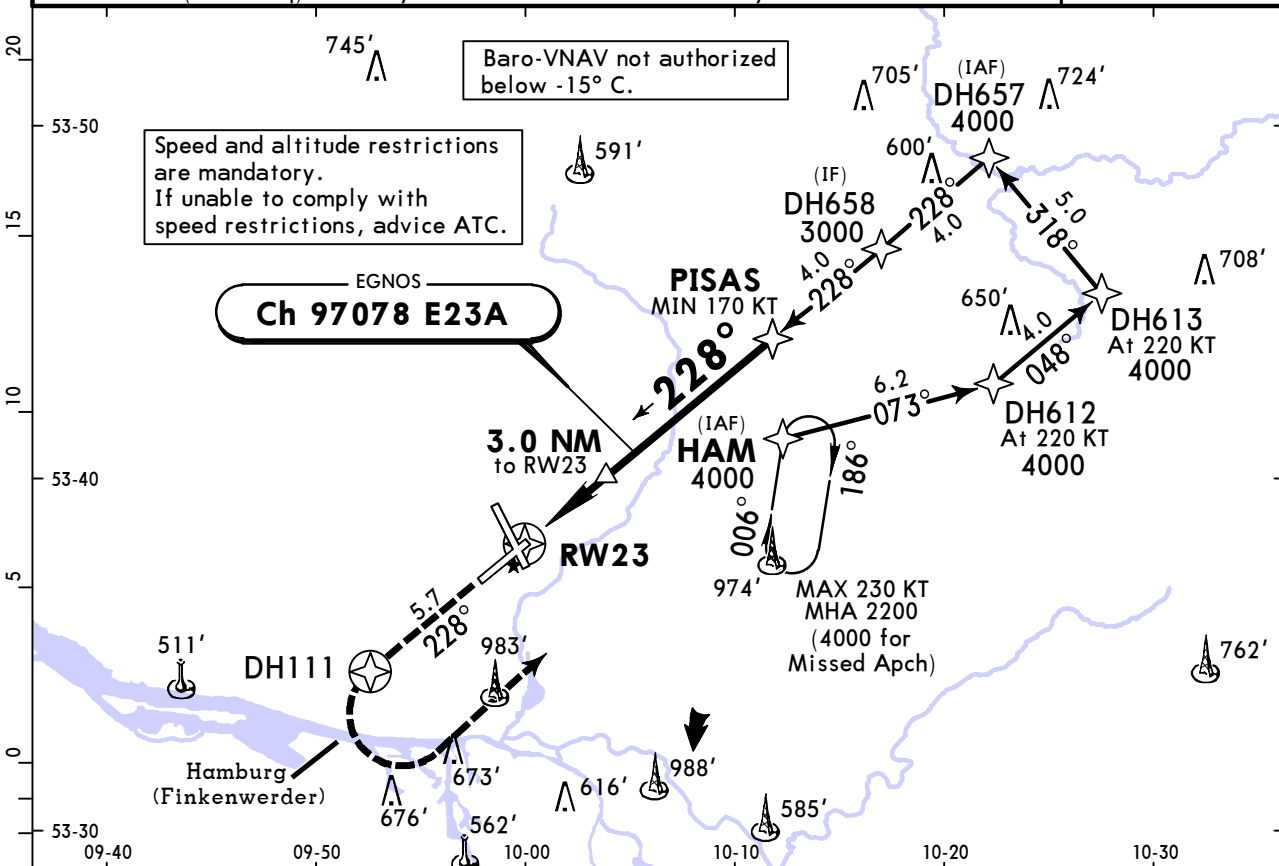 20
745'
Baro-VNAV not authorized
below -15° C.
705'
(IAF)
DH657
4000
724'
53-50
Speed and altitude restrictions
are mandatory.
If unable to comply with
speed restrictions, advice ATC.
591'
600'
(IF)
DH658
3000
228°
4.0
5.0
318°
15
4.0
228°
708'
EGNOS
Ch 97078 E23A
PISAS
MIN 170 KT
650'
DH613
At 220 KT
4000
4.0
048°
228°
6.2
073°
10
DH612
At 220 KT
4000
(IAF)
HAM
4000
3.0 NM
to RW23
53-40
186°
006°
RW23
974'
MAX 230 KT
MHA 2200
(4000 for
Missed Apch)
5
5.7
228°
511'
DH111
983'
762'
0
Hamburg
(Finkenwerder)
673'
676'
616'
988'
562'
585'
53-30
09-40
09-50
10-00
10-10
10-20
10-30